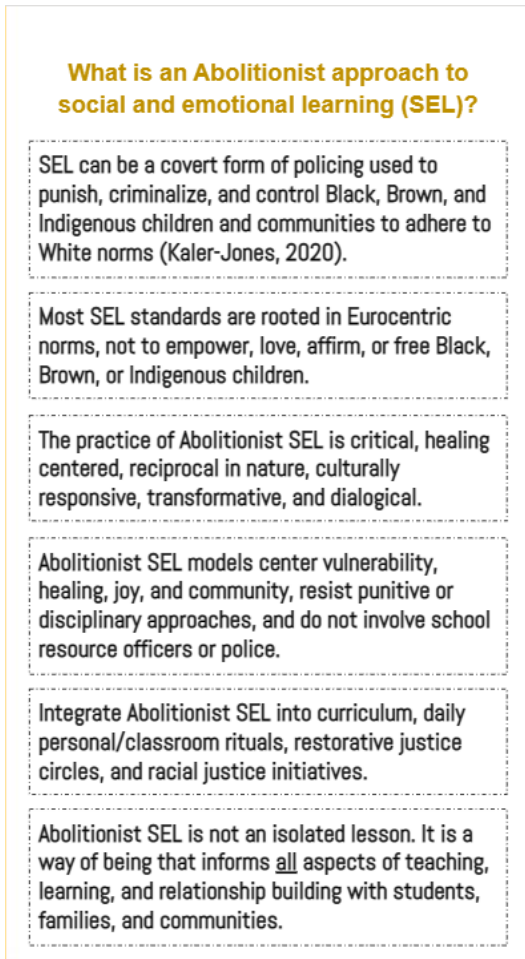 What is an Abolitionist approach to
social and emotional learning (SEL)?
SEL can be a covert form of policing used to
punish, criminalize, and control Black, Brown, and
Indigenous children and communities to adhere to
White norms (Kaler-Jones, 2020).
Most SEL standards are rooted in Eurocentric
norms, not to empower, love, affirm, or free Black,
Brown, or Indigenous children.
The practice of Abolitionist SEL is critical, healing
centered, reciprocal in nature, culturally
responsive, transformative, and dialogical.
Abolitionist SEL models center vulnerability,
healing, joy, and community, resist punitive or
disciplinary approaches, and do not involve school
resource officers or police.
Integrate Abolitionist SEL into curriculum, daily
personal/classroom rituals, restorative justice
circles, and racial justice initiatives.
Abolitionist SEL is not an isolated lesson. It is a
way of being that informs all aspects of teaching,
learning, and relationship building with students,
families, and communities.